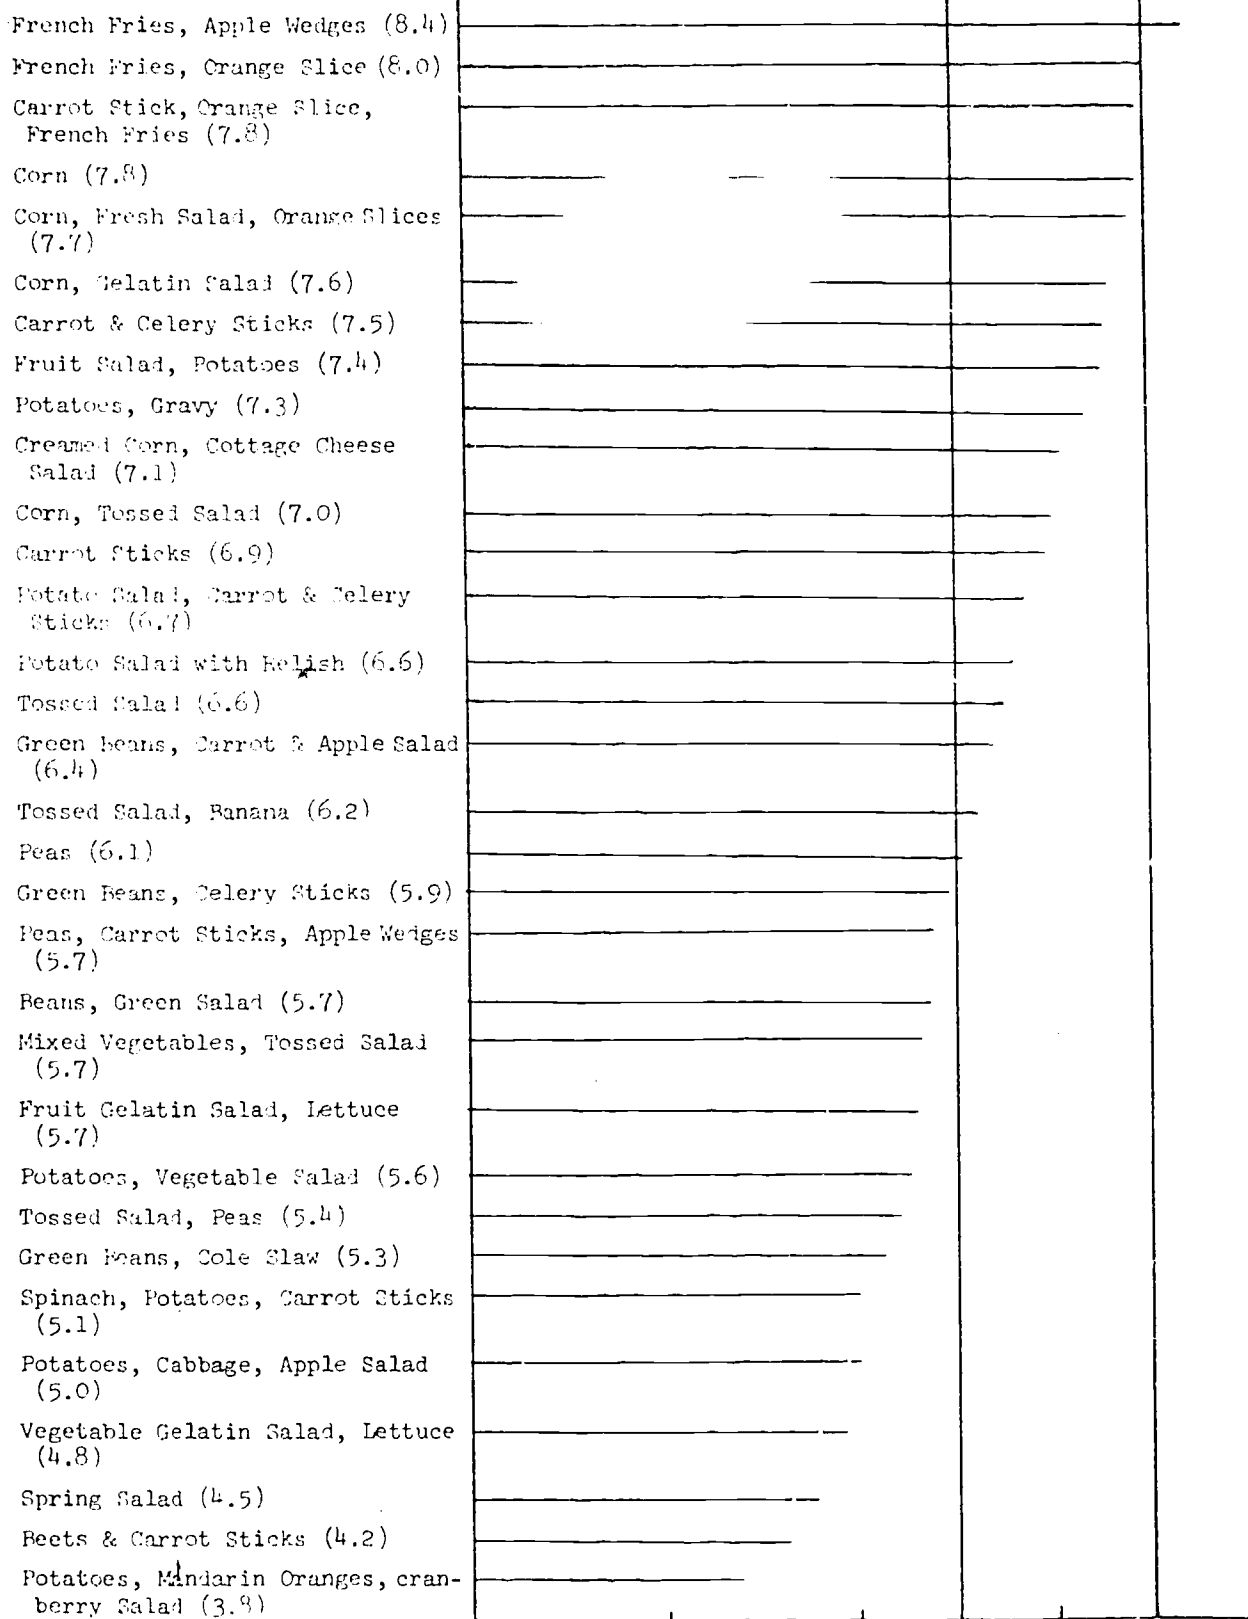 French Fries, Apple Wedges (8.4)
French Fries, Orange Slice (8.0)
Carrot Stick, Orange Slice,
French Fries (7.8)
Corn (7.8)
Corn, Fresh Salad, Orange Slices
(7.7)
Corn, Gelatin Salad (7.6)
Carrot & Celery Sticks (7.5)
Fruit Salad, Potatoes (7.4)
Potatoes, Gravy (7.3)
Creamed Corn, Cottage Cheese
Salad (7.1)
Corn, Tossed Salad (7.0)
Carrot Sticks (6.9)
Potato Salad, Carrot & Celery
Sticks (6.7)
Potato Salad with Relish (6.6)
Tossed Salad (6.6)
Green Beans, Carrot & Apple Salad
(6.4)
Tossed Salad, Banana (6.2)
Peas (6.1)
Green Beans, Celery Sticks (5.9)
Peas, Carrot Sticks, Apple Wedges
(5.7)
Beans, Green Salad (5.7)
Mixed Vegetables, Tossed Salad
(5.7)
Fruit Gelatin Salad, Lettuce
(5.7)
Potatoes, Vegetable Salad (5.6)
Tossed Salad, Peas (5.4)
Green Beans, Cole Slaw (5.3)
Spinach, Potatoes, Carrot Sticks
(5.1)
Potatoes, Cabbage, Apple Salad
(5.0)
Vegetable Gelatin Salad, Lettuce
(4.8)
Spring Salad (4.5)
Beets & Carrot Sticks (4.2)
Potatoes, Mandarin Oranges, cran-
berry Salad (3.8)